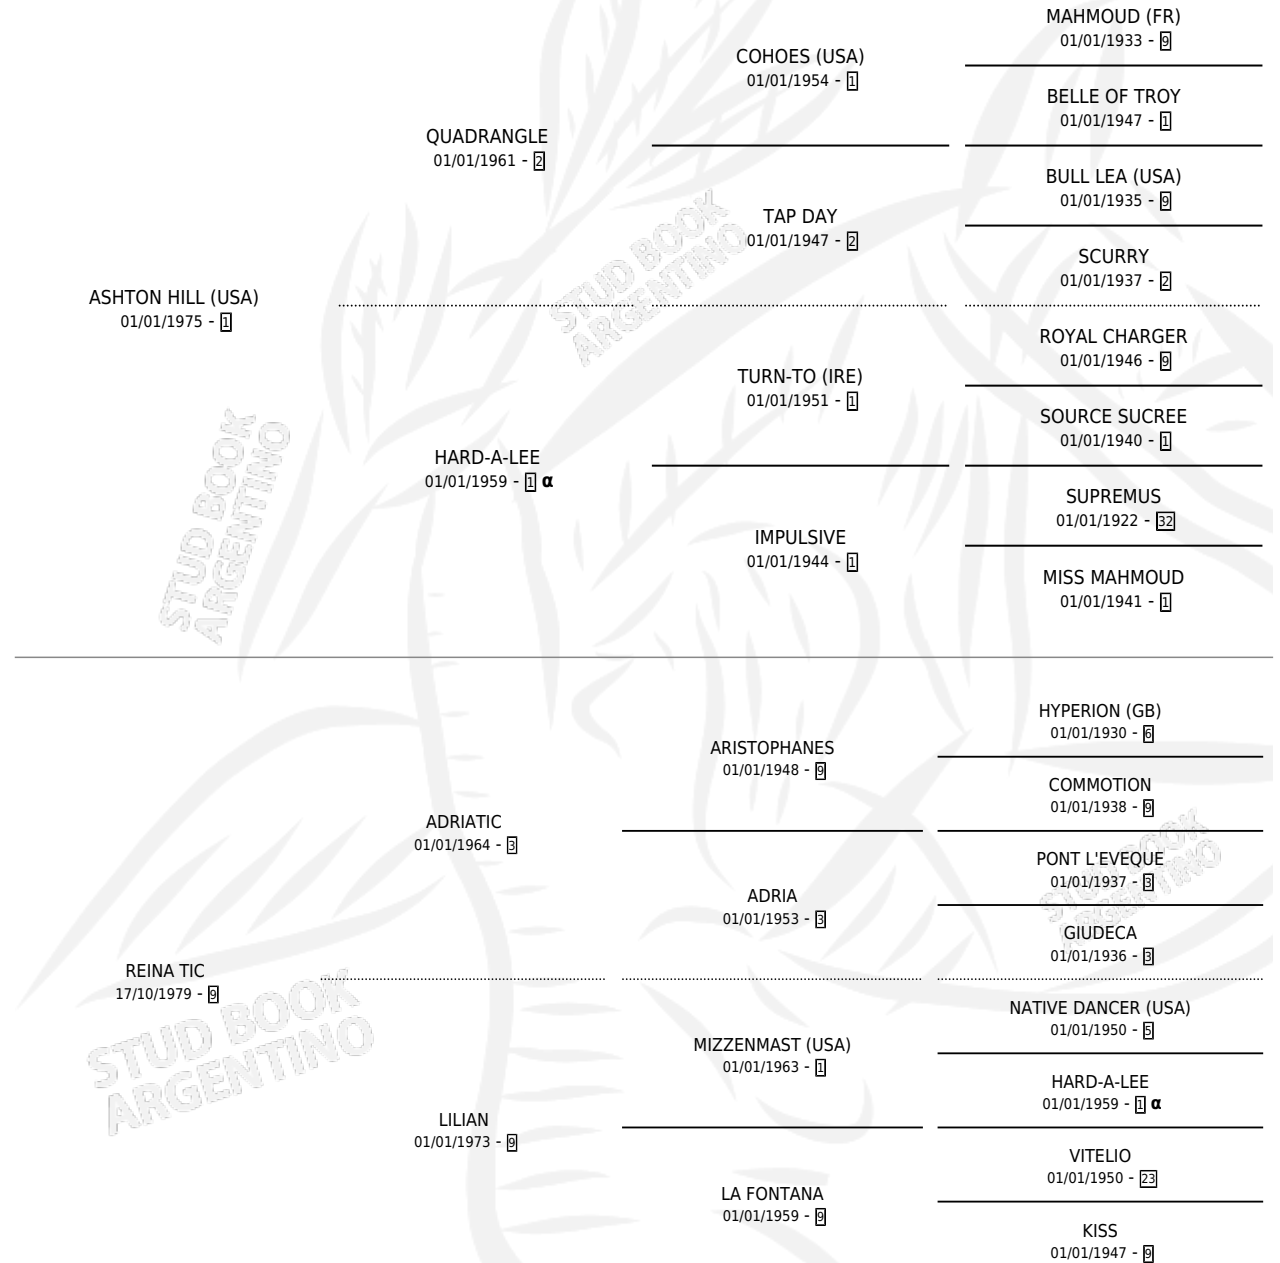 MAHMOUD (FR)
01/01/1933 - 9
COHOES (USA)
01/01/1954 - 1
BELLE OF TROY
01/01/1947 - 1
QUADRANGLE
01/01/1961 - 2
BULL LEA (USA)
01/01/1935 - 9
TAP DAY
01/01/1947 - 2
SCURRY
01/01/1937 - 2
ASHTON HILL (USA)
01/01/1975 - 1
ROYAL CHARGER
01/01/1946 - 9
TURN-TO (IRE)
01/01/1951 - 1
SOURCE SUCREE
01/01/1940 - 1
HARD-A-LEE
01/01/1959 - 1 α
SUPREMUS
01/01/1922 - 32
IMPULSIVE
01/01/1944 - 1
MISS MAHMOUD
01/01/1941 - 1
HYPERION (GB)
01/01/1930 - 6
ARISTOPHANES
01/01/1948 - 9
COMMOTION
01/01/1938 - 9
ADRIATIC
01/01/1964 - 3
PONT L'EVEQUE
01/01/1937 - 3
ADRIA
01/01/1953 - 3
GIUDECA
01/01/1936 - 3
REINA TIC
17/10/1979 - 9
NATIVE DANCER (USA)
01/01/1950 - 5
MIZZENMAST (USA)
01/01/1963 - 1
HARD-A-LEE
01/01/1959 - 1 α
LILIAN
01/01/1973 - 9
VITELIO
01/01/1950 - 23
LA FONTANA
01/01/1959 - 9
KISS
01/01/1947 - 9
STUD BOOK
ARGENTINO
STUD BOOK
ARGENTINO
STUD BOOK
ARGENTINO
STUD BOOK
ARGENTINO